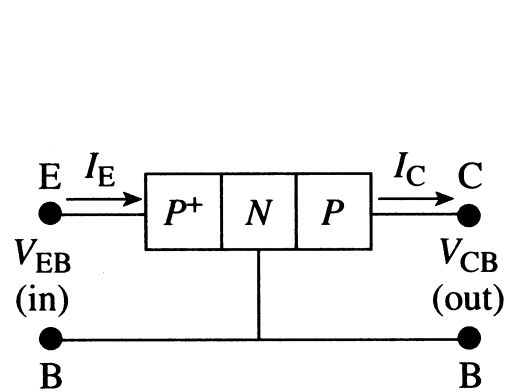 E I_E I_C C
P⁺ N P
V_EB V_CB
(in) (out)
B B